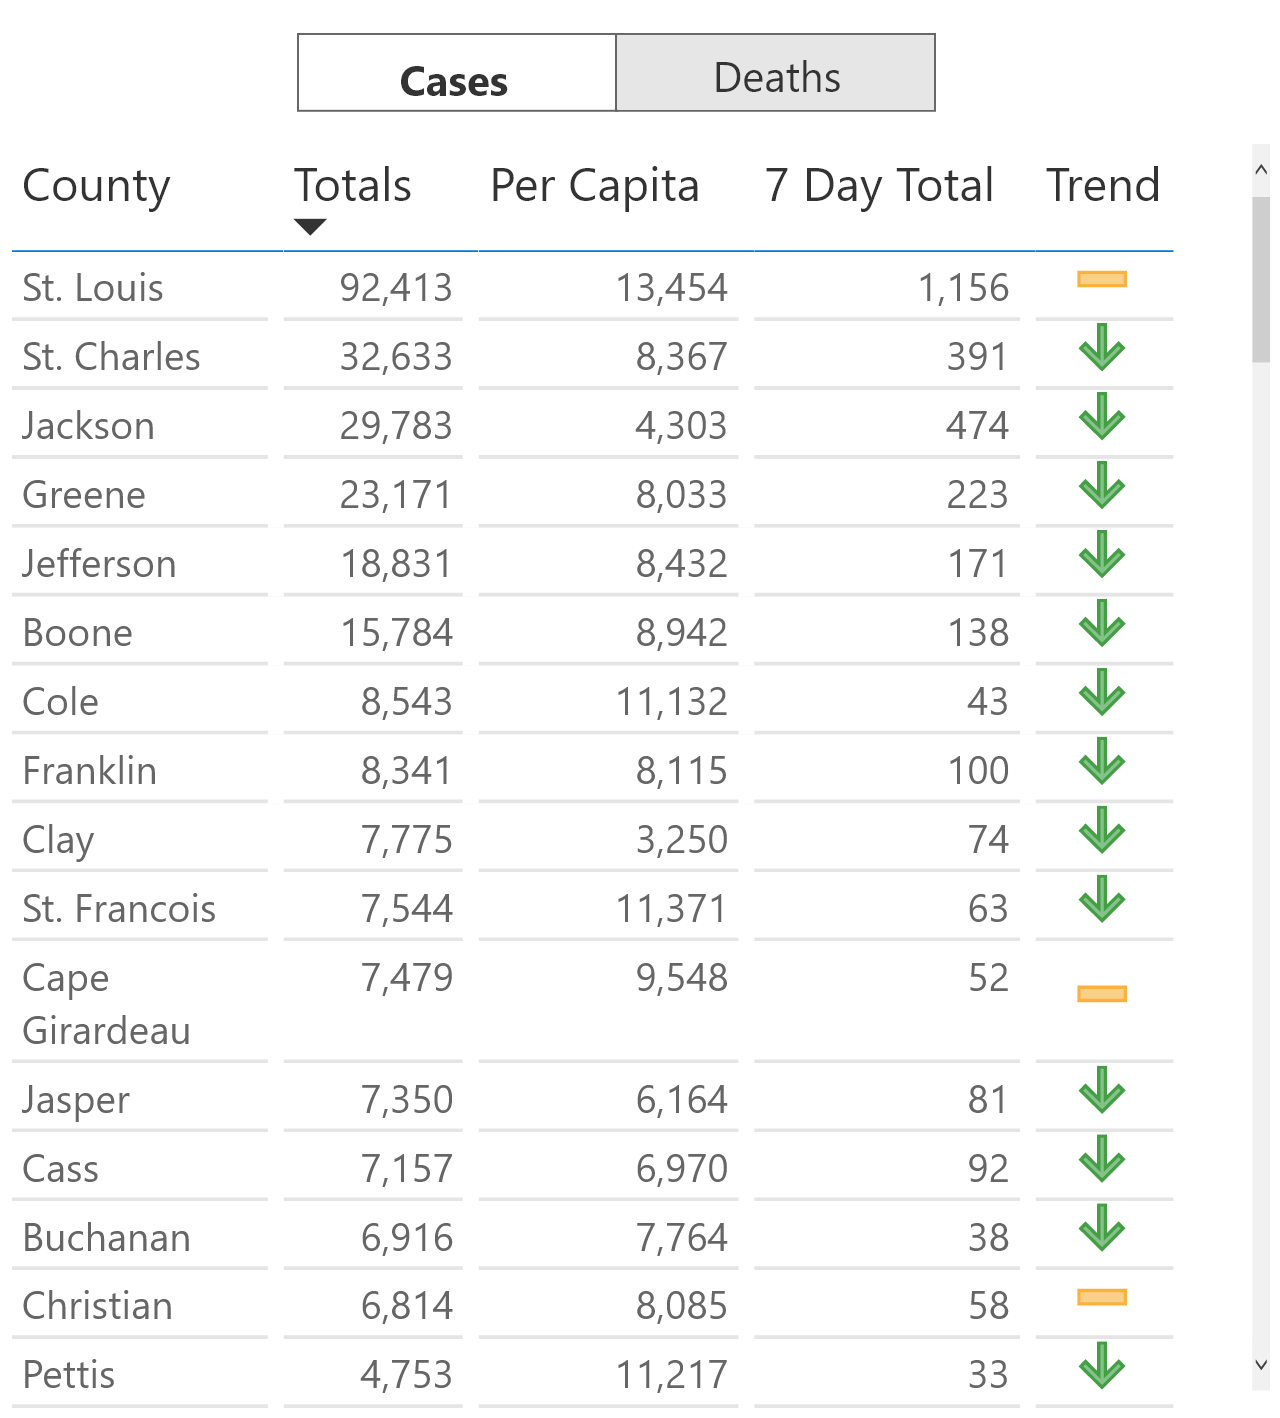 Cases Deaths
County Totals Per Capita 7 Day Total Trend
St. Louis 92,413 13,454 1,156
St. Charles 32,633 8,367 391
Jackson 29,783 4,303 474
Greene 23,171 8,033 223
Jefferson 18,831 8,432 171
Boone 15,784 8,942 138
Cole 8,543 11,132 43
Franklin 8,341 8,115 100
Clay 7,775 3,250 74
St. Francois 7,544 11,371 63
Cape 7,479 9,548 52
Girardeau
Jasper 7,350 6,164 81
Cass 7,157 6,970 92
Buchanan 6,916 7,764 38
Christian 6,814 8,085 58
Pettis 4,753 11,217 33